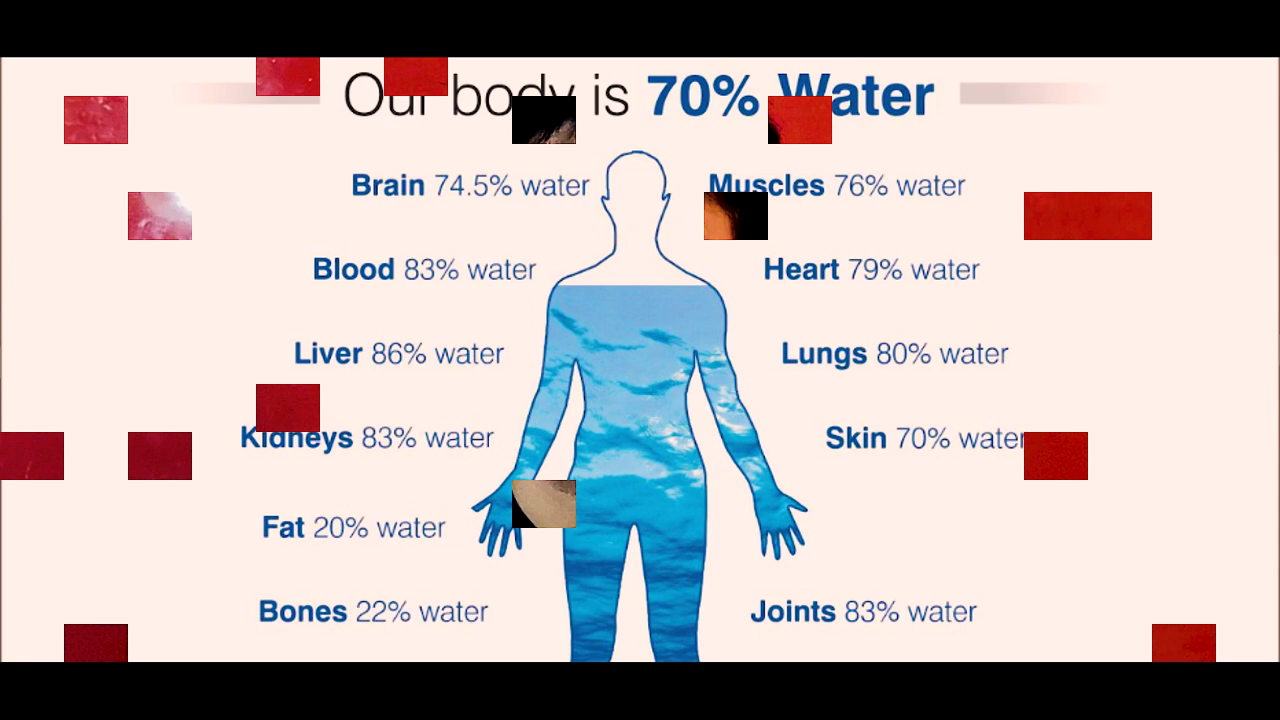 Our body is 70% Water
Brain 74.5% water
Muscles 76% water
Blood 83% water
Heart 79% water
Liver 86% water
Lungs 80% water
Kidneys 83% water
Skin 70% water
Fat 20% water
Bones 22% water
Joints 83% water